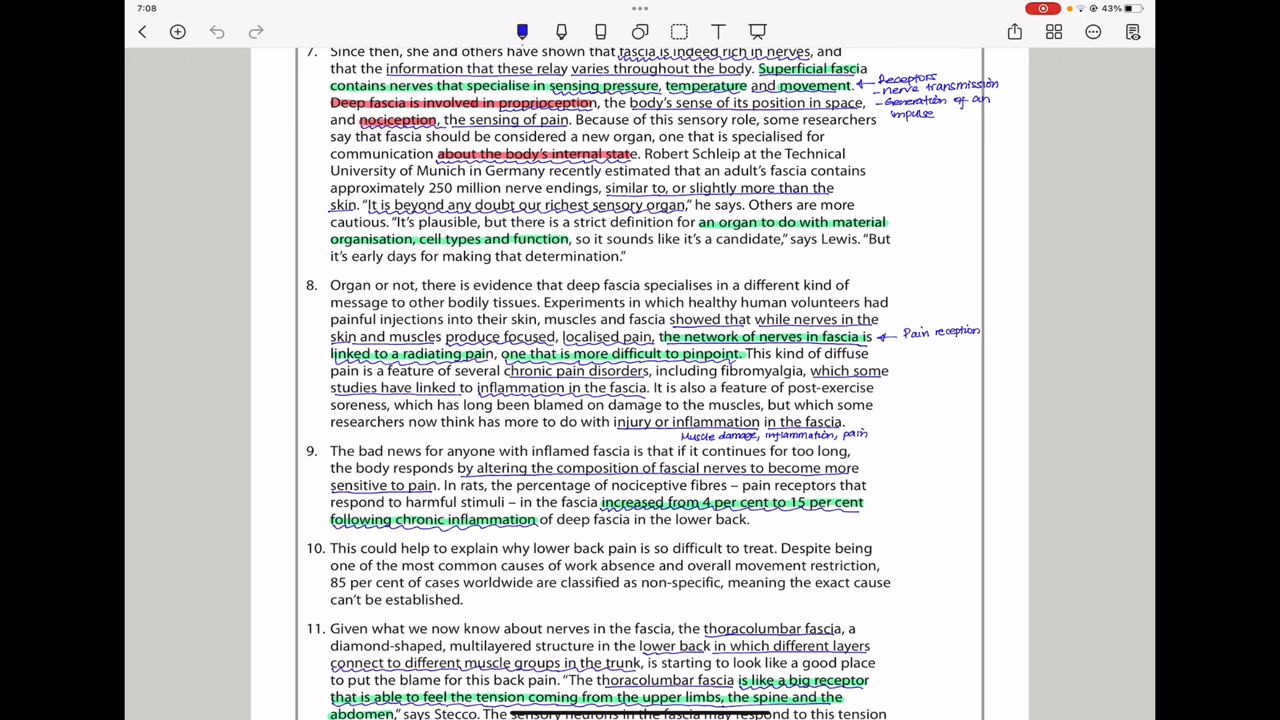 7:08
43%
7. Since then, she and others have shown that fascia is indeed rich in nerves, and
that the information that these relay varies throughout the body. Superficial fascia
contains nerves that specialise in sensing pressure, temperature and movement.
Receptors
- nerve transmission
- Generation of an
impulse
Deep fascia is involved in proprioception, the body's sense of its position in space,
and nociception, the sensing of pain. Because of this sensory role, some researchers
say that fascia should be considered a new organ, one that is specialised for
communication about the body's internal state. Robert Schleip at the Technical
University of Munich in Germany recently estimated that an adult's fascia contains
approximately 250 million nerve endings, similar to, or slightly more than the
skin. “It is beyond any doubt our richest sensory organ,” he says. Others are more
cautious. “It's plausible, but there is a strict definition for an organ to do with material
organisation, cell types and function, so it sounds like it's a candidate,” says Lewis. “But
it's early days for making that determination.”
8. Organ or not, there is evidence that deep fascia specialises in a different kind of
message to other bodily tissues. Experiments in which healthy human volunteers had
painful injections into their skin, muscles and fascia showed that while nerves in the
skin and muscles produce focused, localised pain, the network of nerves in fascia is
Pain reception
linked to a radiating pain, one that is more difficult to pinpoint. This kind of diffuse
pain is a feature of several chronic pain disorders, including fibromyalgia, which some
studies have linked to inflammation in the fascia. It is also a feature of post-exercise
soreness, which has long been blamed on damage to the muscles, but which some
researchers now think has more to do with injury or inflammation in the fascia.
Muscle damage, inflammation, pain
9. The bad news for anyone with inflamed fascia is that if it continues for too long,
the body responds by altering the composition of fascial nerves to become more
sensitive to pain. In rats, the percentage of nociceptive fibres – pain receptors that
respond to harmful stimuli – in the fascia increased from 4 per cent to 15 per cent
following chronic inflammation of deep fascia in the lower back.
10. This could help to explain why lower back pain is so difficult to treat. Despite being
one of the most common causes of work absence and overall movement restriction,
85 per cent of cases worldwide are classified as non-specific, meaning the exact cause
can't be established.
11. Given what we now know about nerves in the fascia, the thoracolumbar fascia, a
diamond-shaped, multilayered structure in the lower back in which different layers
connect to different muscle groups in the trunk, is starting to look like a good place
to put the blame for this back pain. “The thoracolumbar fascia is like a big receptor
that is able to feel the tension coming from the upper limbs, the spine and the
abdomen,” says Stecco. The sensory neurons in the fascia may respond to this tension